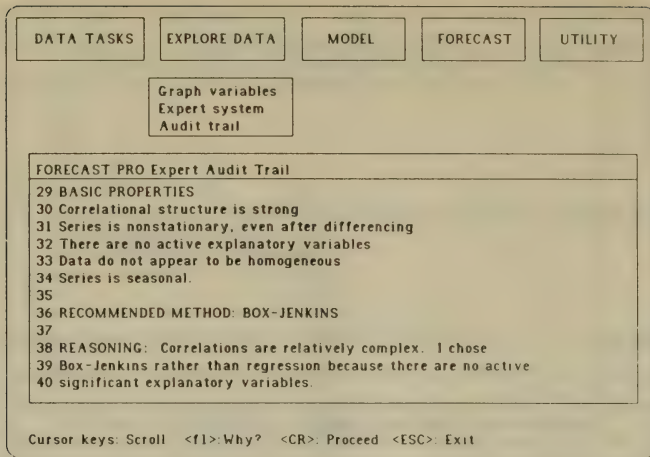 DATA TASKS EXPLORE DATA MODEL FORECAST UTILITY
Graph variables
Expert system
Audit trail
FORECAST PRO Expert Audit Trail
29 BASIC PROPERTIES
30 Correlational structure is strong
31 Series is nonstationary, even after differencing
32 There are no active explanatory variables
33 Data do not appear to be homogeneous
34 Series is seasonal.
35
36 RECOMMENDED METHOD: BOX-JENKINS
37
38 REASONING: Correlations are relatively complex. I chose
39 Box-Jenkins rather than regression because there are no active
40 significant explanatory variables.
Cursor keys: Scroll <f1>:Why? <CR>: Proceed <ESC>: Exit